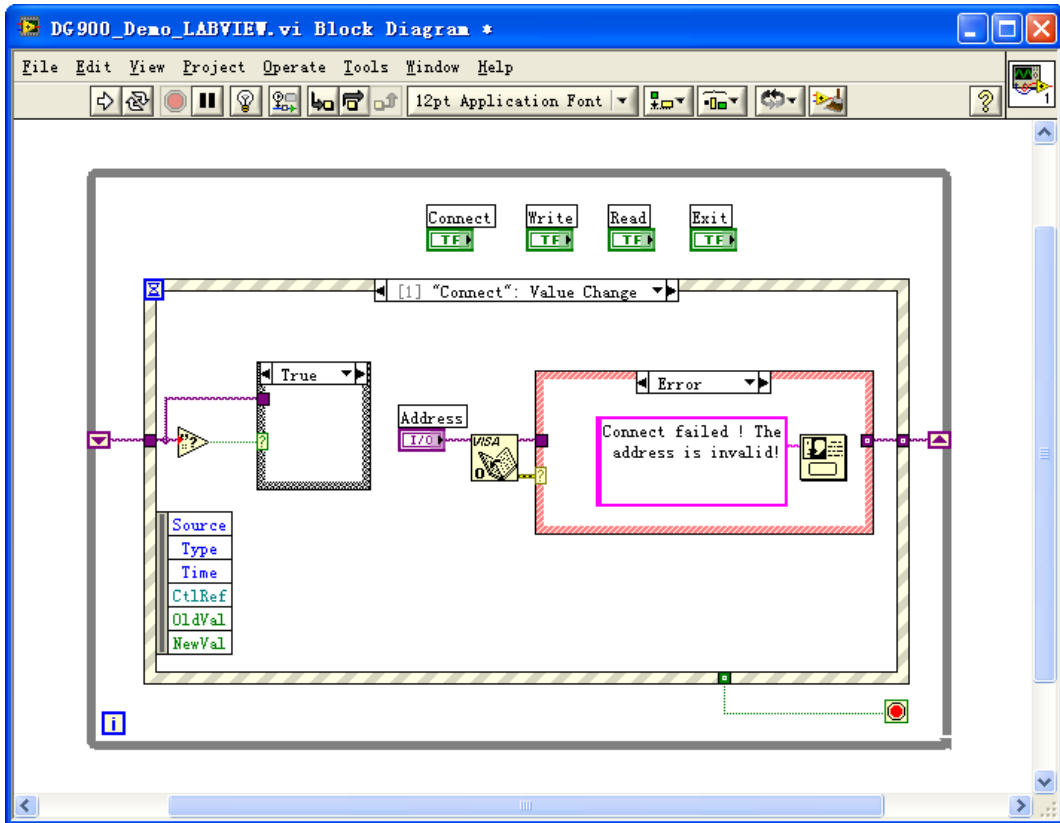 DG900_Demo_LABVIEW.vi Block Diagram *
File Edit View Project Operate Tools Window Help
12pt Application Font
?
1
Connect Write Read Exit
TF TF TF TF
[1] "Connect": Value Change
True
Error
Address
I/O
VISA
Connect failed ! The
address is invalid!
"?
?
?
Source
Type
Time
CtlRef
OldVal
NewVal
i